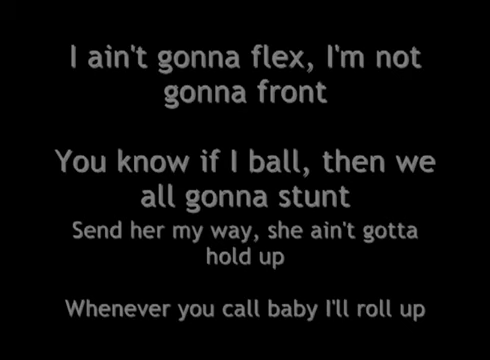 I ain't gonna flex, I'm not
gonna front
You know if I ball, then we
all gonna stunt
Send her my way, she ain't gotta
hold up
Whenever you call baby I'll roll up